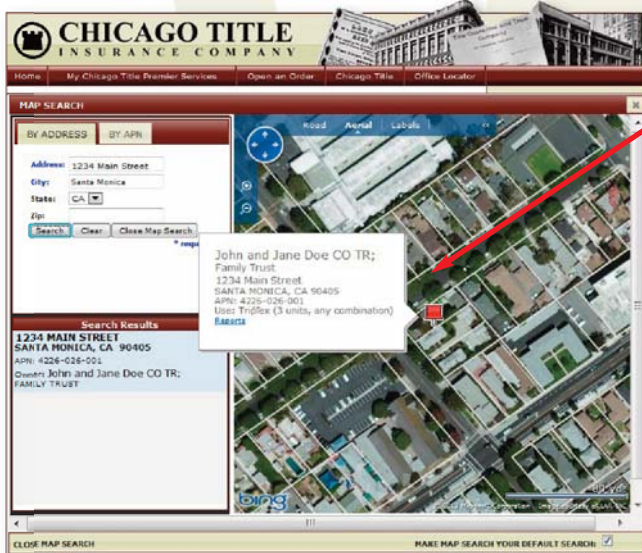 CHICAGO TITLE
INSURANCE COMPANY
Home My Chicago Title Premier Services Open an Order Chicago Title Office Locator
MAP SEARCH
BY ADDRESS BY APN
Address: 1234 Main Street
City: Santa Monica
State: CA
Zip:
Search Clear Close Map Search
* requ
Search Results
1234 MAIN STREET
SANTA MONICA, CA 90405
APN: 4226-026-001
Owner: John and Jane Doe CO TR;
FAMILY TRUST
Road Aerial Labels
John and Jane Doe CO TR;
Family Trust
1234 Main Street
SANTA MONICA, CA 90405
APN: 4226-026-001
Use: Triplex (3 units, any combination)
Reports
bing
CLOSE MAP SEARCH
MAKE MAP SEARCH YOUR DEFAULT SEARCH: